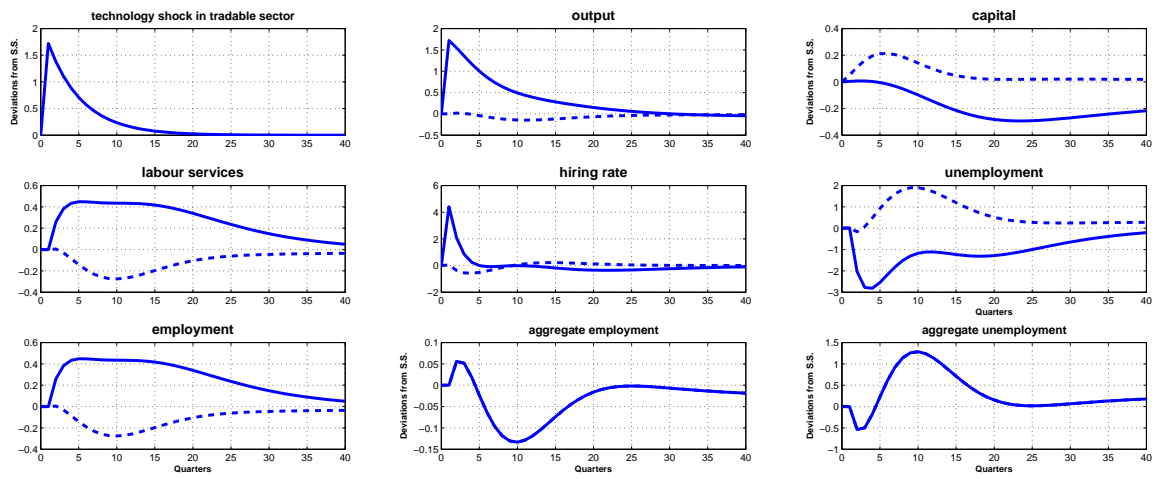 technology shock in tradable sector
2
1.5
1
0.5
0
0 5 10 15 20 25 30 35 40
Deviations from S.S.
output
2
1.5
1
0.5
0
−0.5
0 5 10 15 20 25 30 35 40
capital
0.4
0.2
0
−0.2
−0.4
0 5 10 15 20 25 30 35 40
labour services
0.6
0.4
0.2
0
−0.2
−0.4
0 5 10 15 20 25 30 35 40
hiring rate
6
4
2
0
−2
0 5 10 15 20 25 30 35 40
unemployment
2
1
0
−1
−2
−3
0 5 10 15 20 25 30 35 40
Quarters
employment
0.6
0.4
0.2
0
−0.2
−0.4
0 5 10 15 20 25 30 35 40
Quarters
aggregate employment
0.1
0.05
0
−0.05
−0.1
−0.15
0 5 10 15 20 25 30 35 40
Deviations from S.S.
Quarters
aggregate unemployment
1.5
1
0.5
0
−0.5
−1
0 5 10 15 20 25 30 35 40
Deviations from S.S.
Quarters